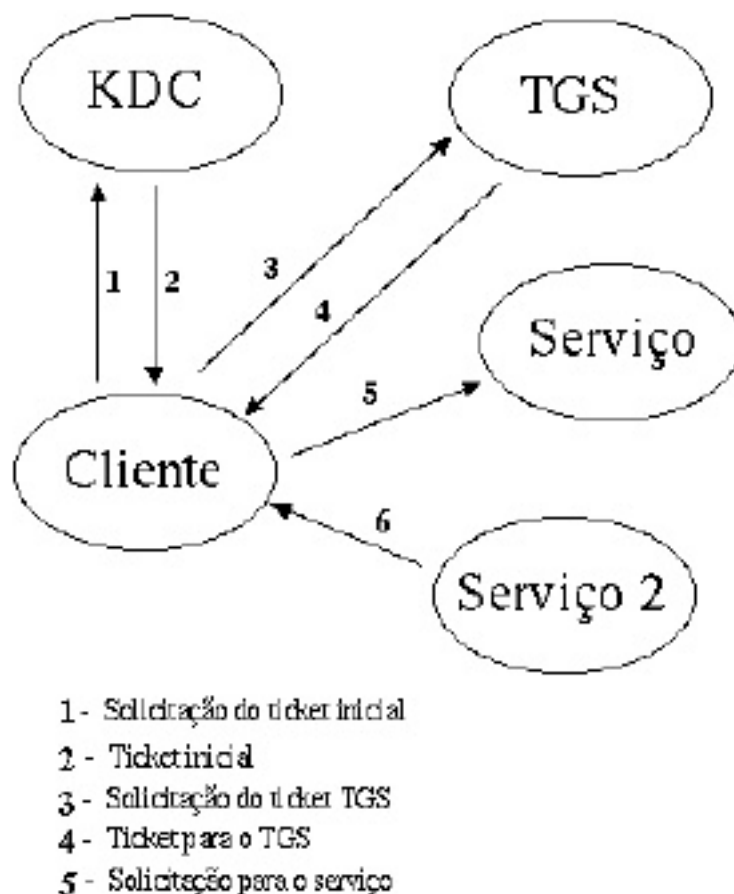 KDC
TGS
1
2
3
4
Serviço
5
Cliente
6
Serviço 2
1 - Solicitação do ticket inicial
2 - Ticket inicial
3 - Solicitação do ticket TGS
4 - Ticket para o TGS
5 - Solicitação para o serviço